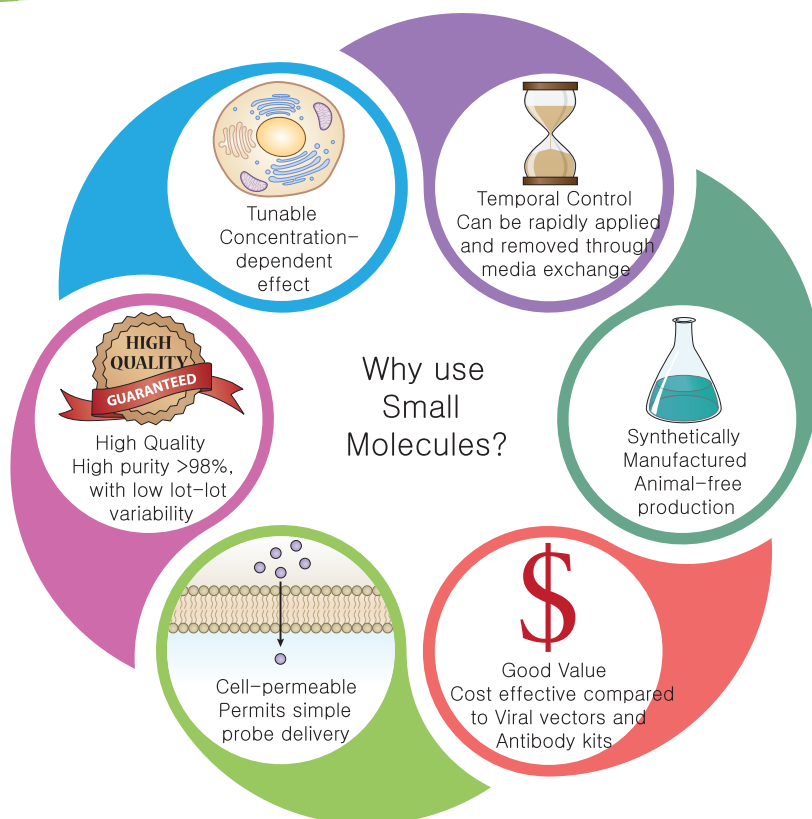 Why use
Small
Molecules?
Temporal Control
Can be rapidly applied
and removed through
media exchange
Synthetically
Manufactured
Animal-free
production
$
Good Value
Cost effective compared
to Viral vectors and
Antibody kits
Cell-permeable
Permits simple
probe delivery
HIGH
QUALITY
GUARANTEED
High Quality
High purity >98%,
with low lot-lot
variability
Tunable
Concentration-
dependent
effect